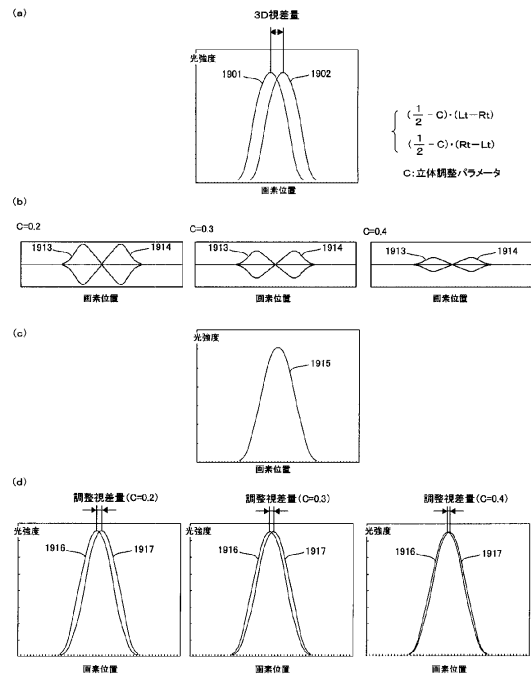 (a)
3D視差量
光強度
1901
1902
画素位置
(1/2 - C)・(Lt-Rt)
(1/2 - C)・(Rt-Lt)
C:立体調整パラメータ
(b)
C=0.2
1913
1914
画素位置
C=0.3
1913
1914
画素位置
C=0.4
1913
1914
画素位置
(c)
光強度
1915
画素位置
(d)
調整視差量(C=0.2)
光強度
1916
1917
画素位置
調整視差量(C=0.3)
光強度
1916
1917
画素位置
調整視差量(C=0.4)
光強度
1916
1917
画素位置